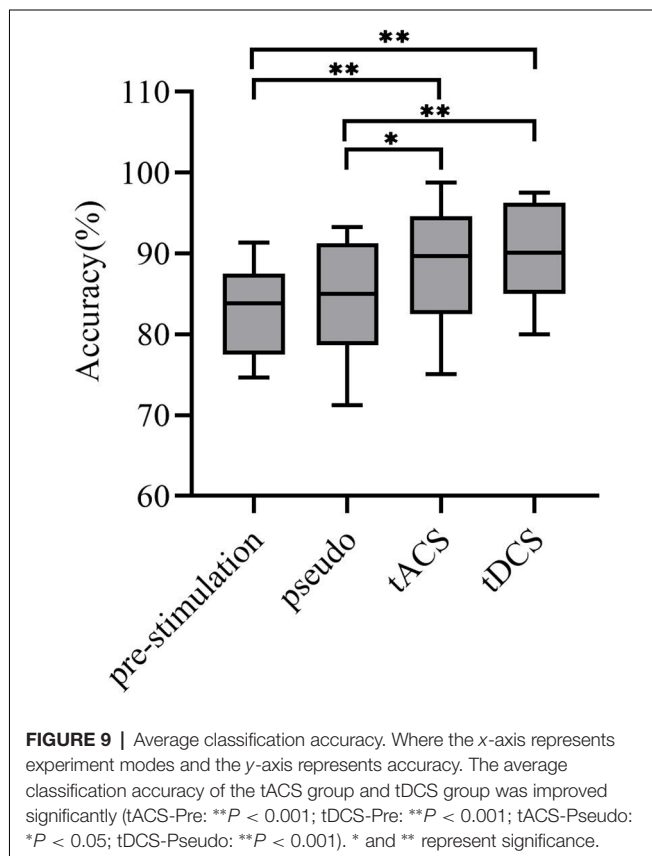 **
**
110
**
*
100
90
80
70
60
Accuracy(%)
pre-stimulation
pseudo
tACS
tDCS
FIGURE 9 | Average classification accuracy. Where the x-axis represents
experiment modes and the y-axis represents accuracy. The average
classification accuracy of the tACS group and tDCS group was improved
significantly (tACS-Pre: **P < 0.001; tDCS-Pre: **P < 0.001; tACS-Pseudo:
*P < 0.05; tDCS-Pseudo: **P < 0.001). * and ** represent significance.